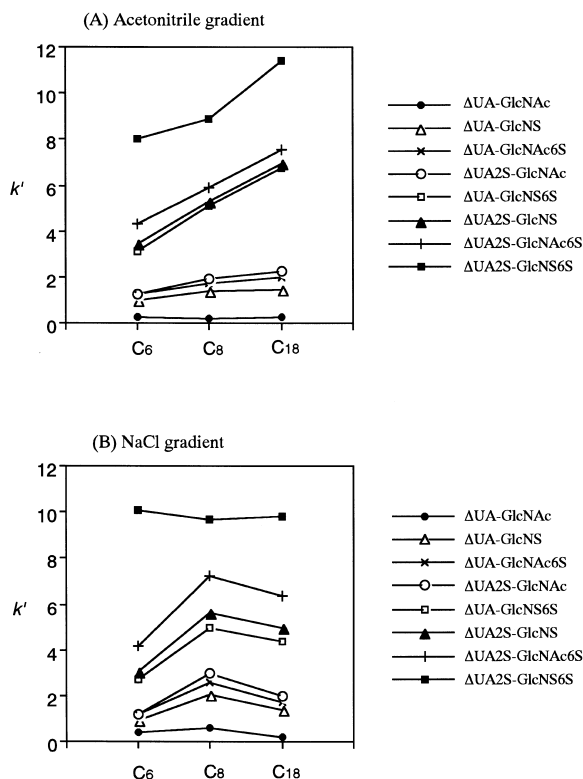 (A) Acetonitrile gradient
12
10
8
6
4
2
0
k'
C6 C8 C18
ΔUA-GlcNAc
ΔUA-GlcNS
ΔUA-GlcNAc6S
ΔUA2S-GlcNAc
ΔUA-GlcNS6S
ΔUA2S-GlcNS
ΔUA2S-GlcNAc6S
ΔUA2S-GlcNS6S
(B) NaCl gradient
12
10
8
6
4
2
0
k'
C6 C8 C18
ΔUA-GlcNAc
ΔUA-GlcNS
ΔUA-GlcNAc6S
ΔUA2S-GlcNAc
ΔUA-GlcNS6S
ΔUA2S-GlcNS
ΔUA2S-GlcNAc6S
ΔUA2S-GlcNS6S